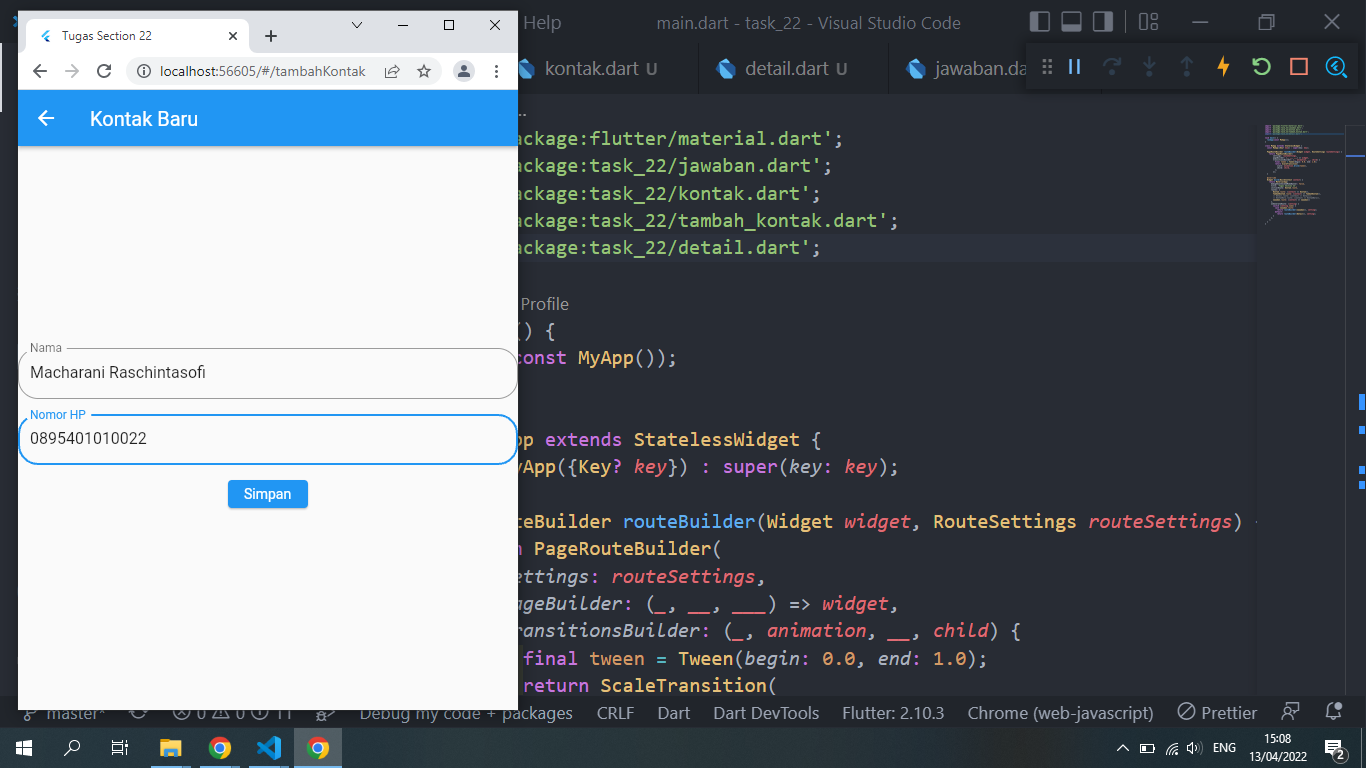 Tugas Section 22
localhost:56605/#/tambahKontak
Kontak Baru
Nama
Macharani Raschintasofi
Nomor HP
0895401010022
Simpan
Help
main.dart - task_22 - Visual Studio Code
kontak.dart U
detail.dart U
jawaban.da
ackage:flutter/material.dart';
ackage:task_22/jawaban.dart';
ackage:task_22/kontak.dart';
ackage:task_22/tambah_kontak.dart';
ackage:task_22/detail.dart';
Profile
() {
const MyApp());
pp extends StatelessWidget {
yApp({Key? key}) : super(key: key);
teBuilder routeBuilder(Widget widget, RouteSettings routeSettings)
n PageRouteBuilder(
ettings: routeSettings,
ageBuilder: (_, __, ___) => widget,
ransitionsBuilder: (_, animation, __, child) {
final tween = Tween(begin: 0.0, end: 1.0);
return ScaleTransition(
master* 0 0 11 Debug my code + packages CRLF Dart Dart DevTools Flutter: 2.10.3 Chrome (web-javascript) Prettier
ENG
15:08
13/04/2022
2